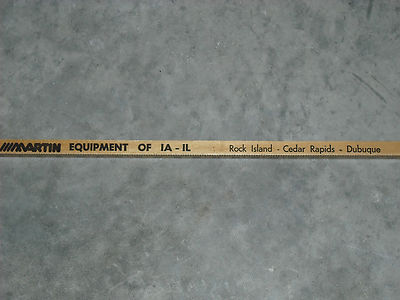 MARTIN EQUIPMENT OF IA - IL Rock Island - Cedar Rapids - Dubuque